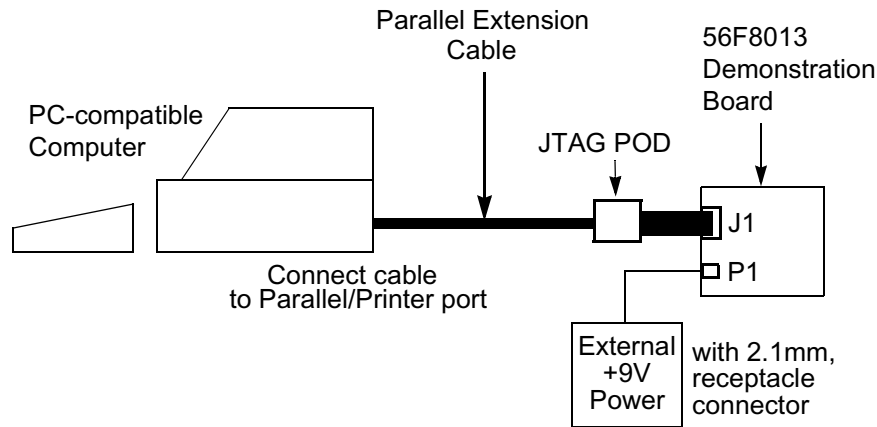 Parallel Extension
Cable
56F8013
Demonstration
Board
PC-compatible
Computer
JTAG POD
J1
P1
Connect cable
to Parallel/Printer port
External
+9V
Power
with 2.1mm,
receptacle
connector